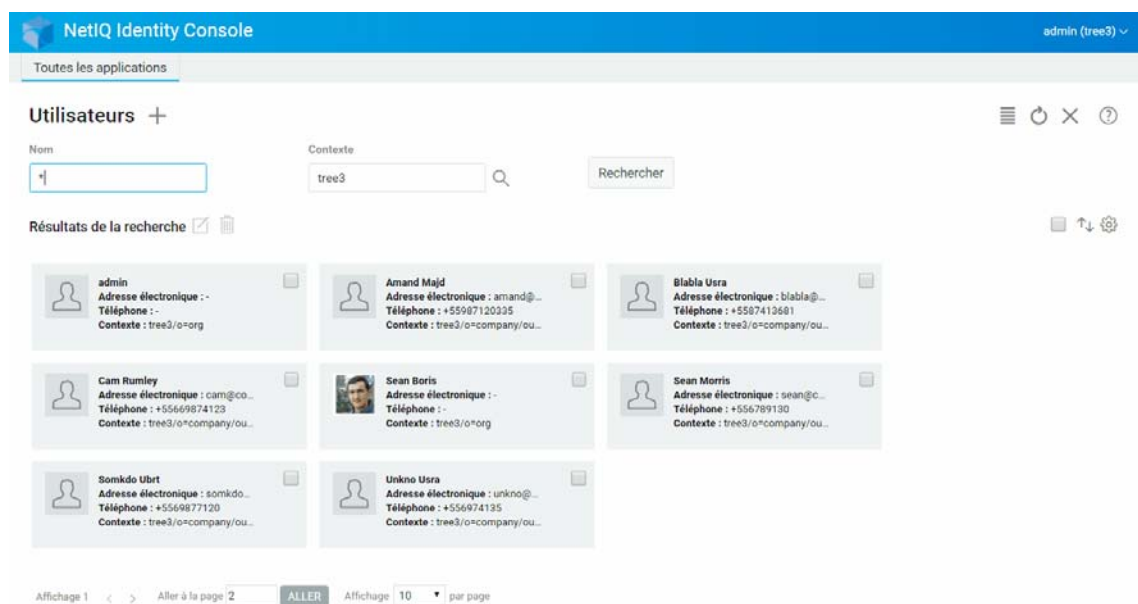 NetIQ Identity Console
admin (tree3)
Toutes les applications
Utilisateurs
Nom
Contexte
*
tree3
Rechercher
Résultats de la recherche
admin
Adresse électronique : -
Téléphone : -
Contexte : tree3/o=org
Amand Majd
Adresse électronique : amand@...
Téléphone : +55987120335
Contexte : tree3/o=company/ou...
Blabla Usra
Adresse électronique : blabla@...
Téléphone : +5587413681
Contexte : tree3/o=company/ou...
Cam Rumley
Adresse électronique : cam@co...
Téléphone : +55669874123
Contexte : tree3/o=company/ou...
Sean Boris
Adresse électronique : -
Téléphone : -
Contexte : tree3/o=org
Sean Morris
Adresse électronique : sean@c...
Téléphone : +556789130
Contexte : tree3/o=company/ou...
Somkdo Ubrt
Adresse électronique : somkdo...
Téléphone : +5569877120
Contexte : tree3/o=company/ou...
Unkno Usra
Adresse électronique : unkno@...
Téléphone : +556974135
Contexte : tree3/o=company/ou...
Affichage 1 < > Aller à la page 2 ALLER Affichage 10 par page